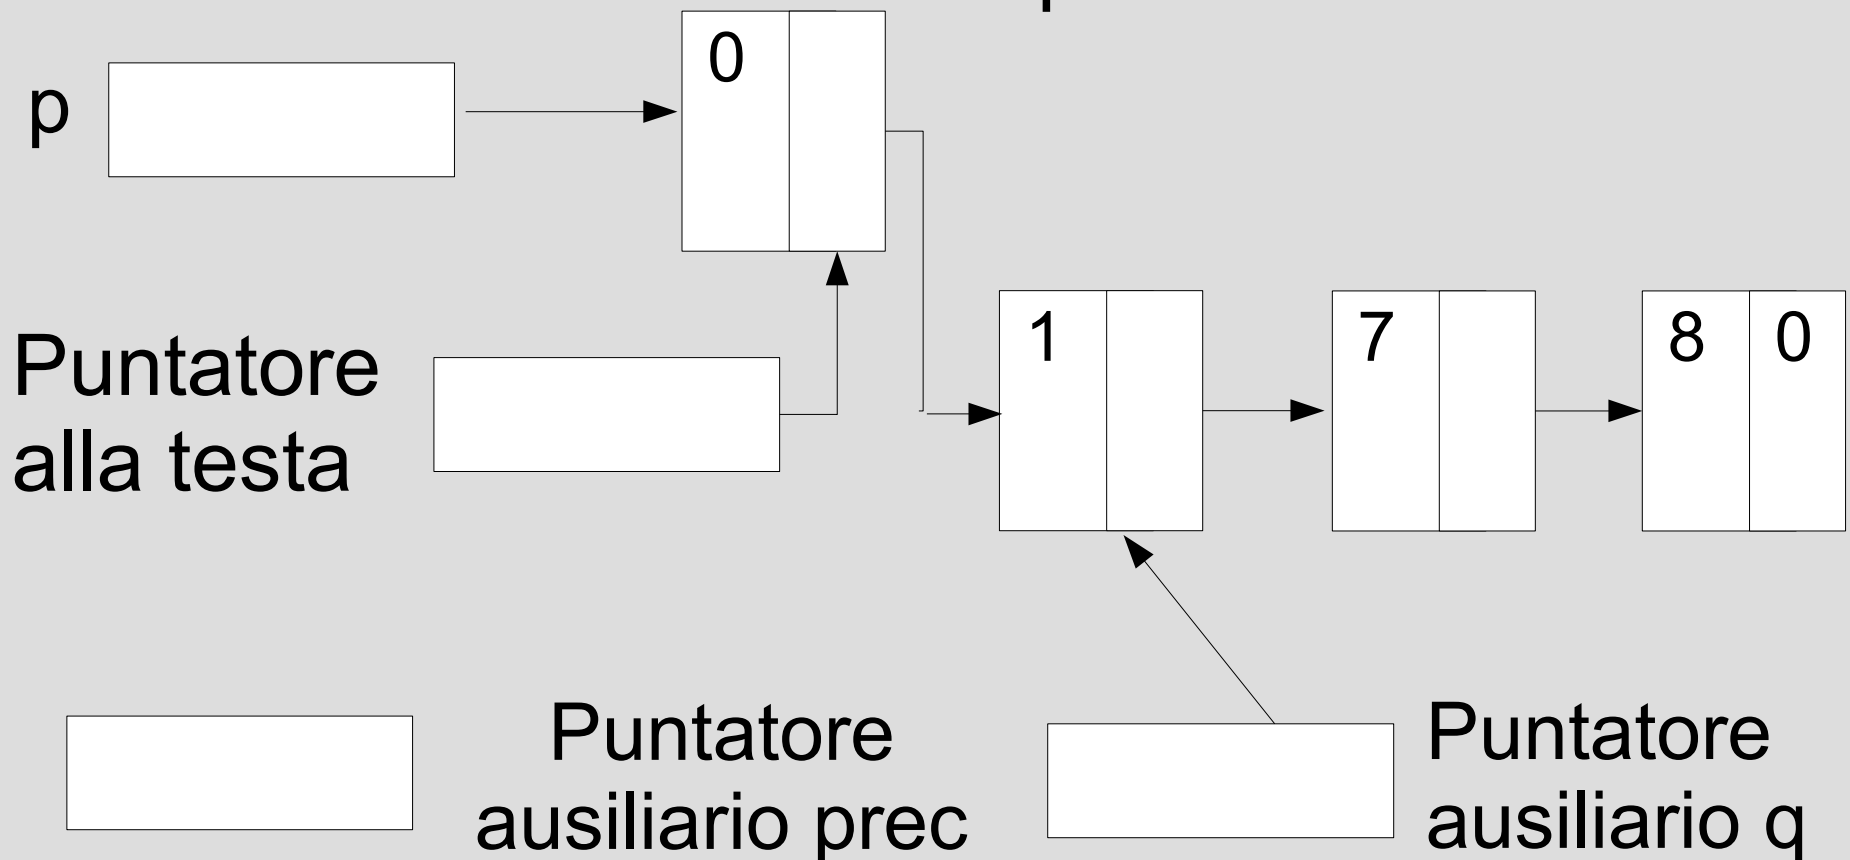 0
p
Puntatore
alla testa
1
7
8 0
Puntatore
ausiliario prec
Puntatore
ausiliario q